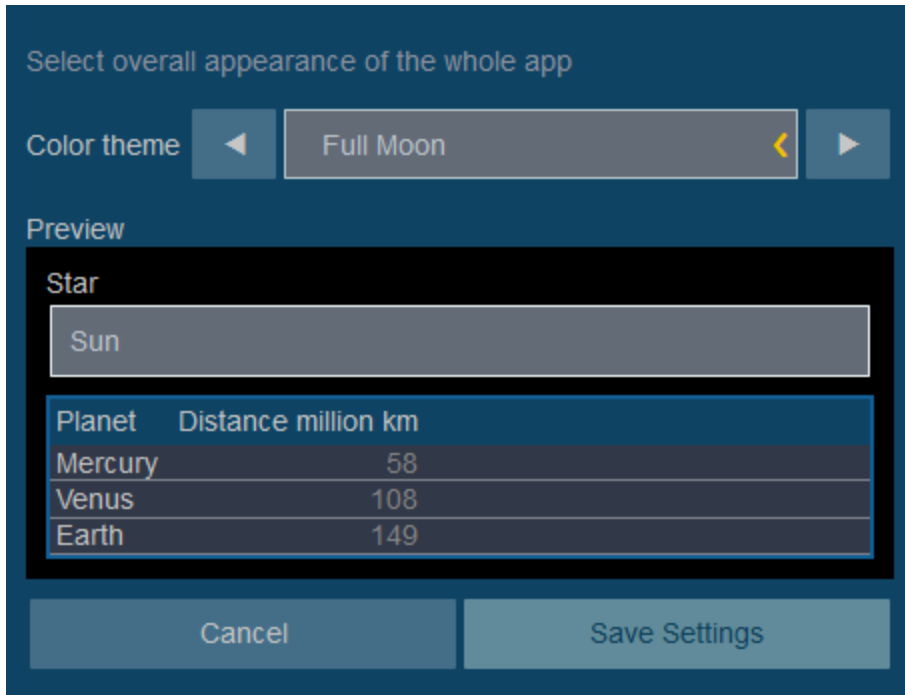 Select overall appearance of the whole app
Color theme ◀ Full Moon ‹ ▶
Preview
Star
Sun
Planet Distance million km
Mercury 58
Venus 108
Earth 149
Cancel Save Settings